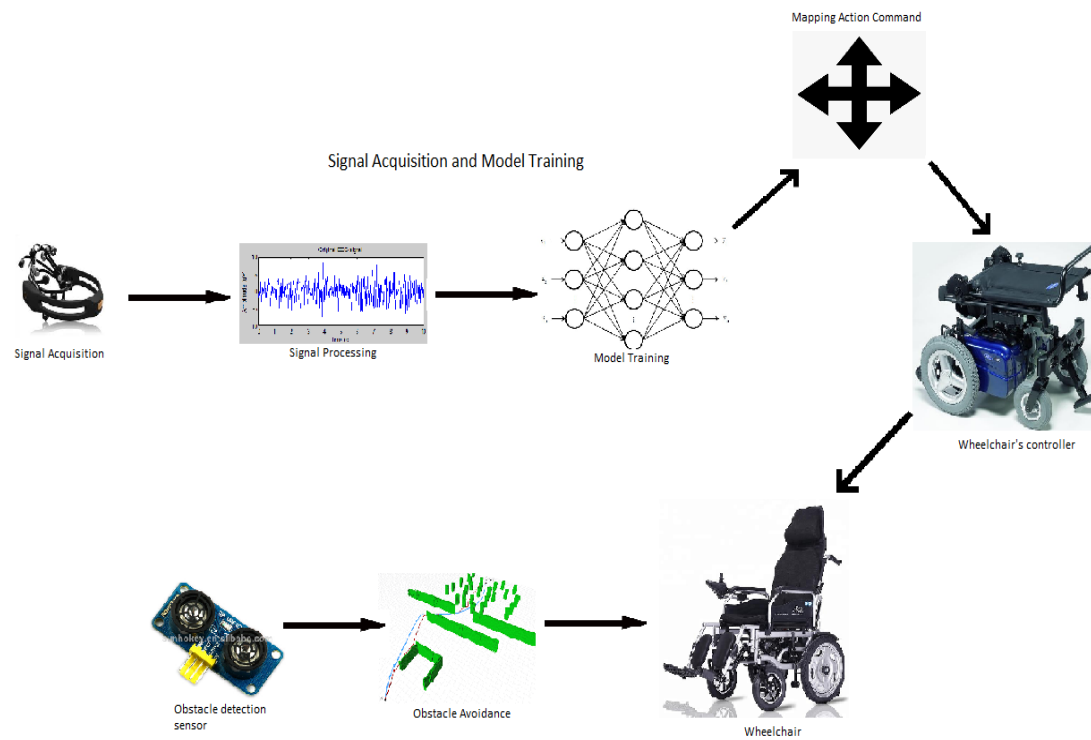 Mapping Action Command
Signal Acquisition and Model Training
Signal Acquisition
Signal Processing
Model Training
Wheelchair's controller
Obstacle detection
sensor
Obstacle Avoidance
Wheelchair